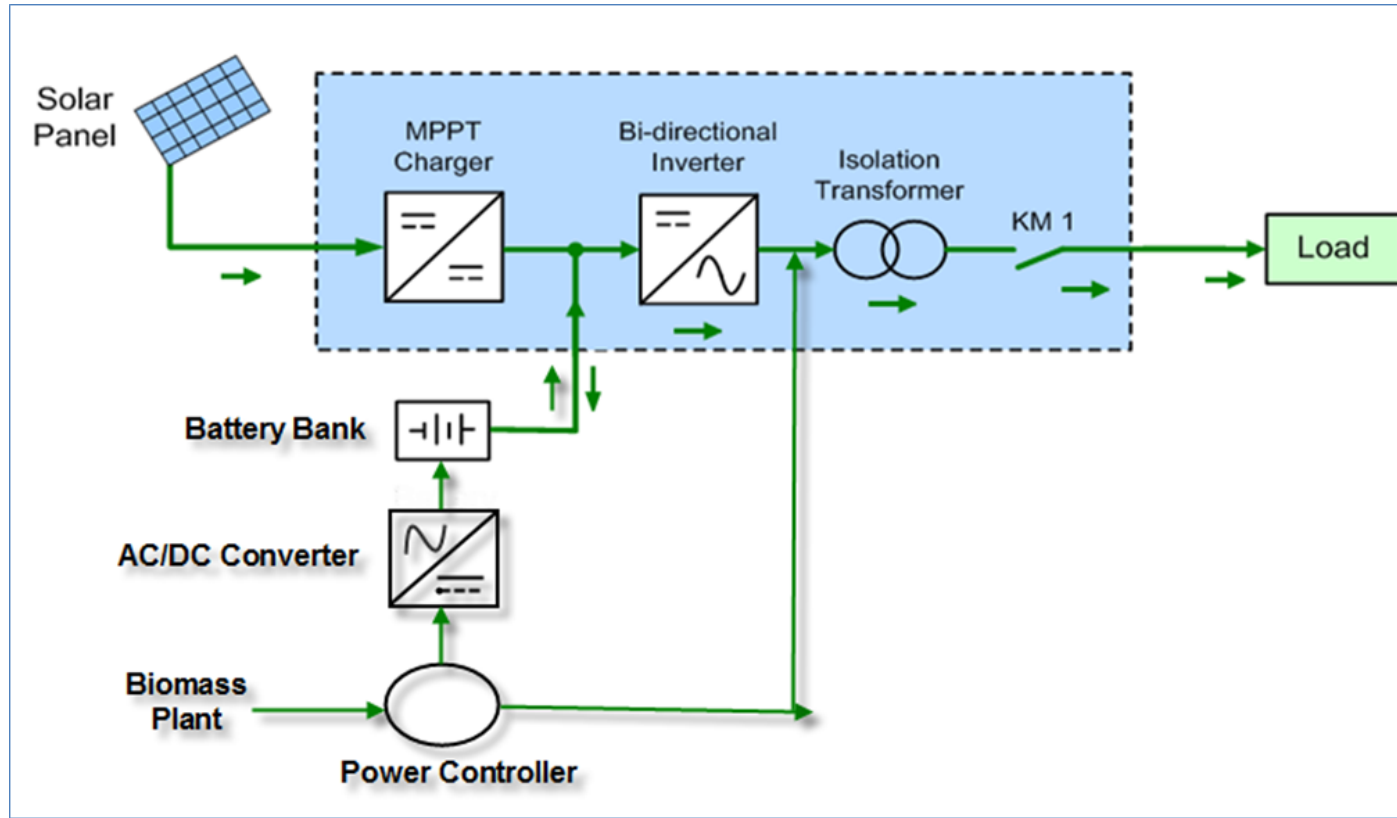 Solar
Panel
MPPT
Charger
Bi-directional
Inverter
Isolation
Transformer
KM 1
Load
Battery Bank
AC/DC Converter
Biomass
Plant
Power Controller